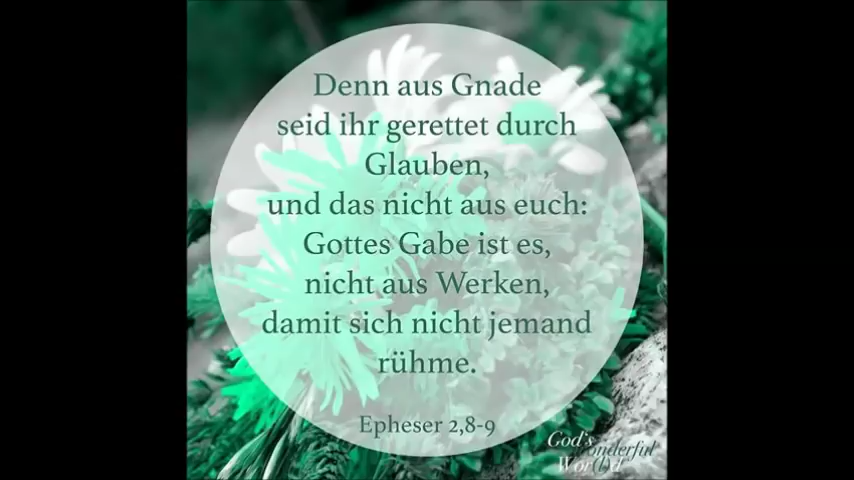 Denn aus Gnade
seid ihr gerettet durch
Glauben,
und das nicht aus euch:
Gottes Gabe ist es,
nicht aus Werken,
damit sich nicht jemand
rühme.
Epheser 2,8-9
God's
wonderful
Wor(l)d